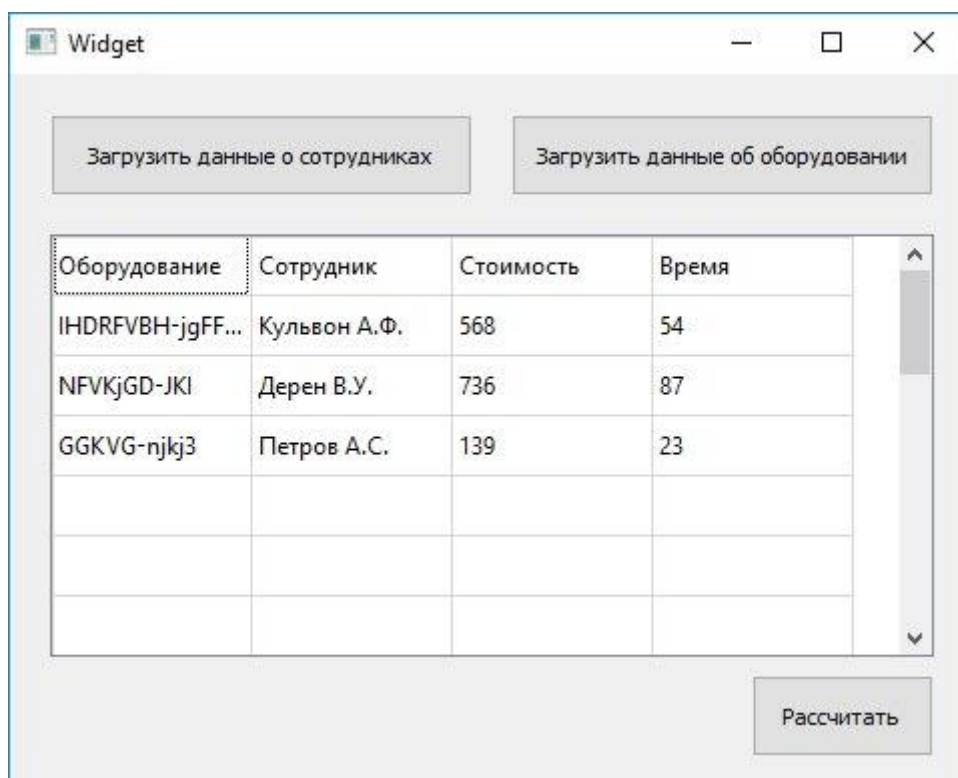 Widget
Загрузить данные о сотрудниках Загрузить данные об оборудовании
Оборудование Сотрудник Стоимость Время
IHDRFVBH-jgFF... Кульвон А.Ф. 568 54
NFVKjGD-JKl Дерен В.У. 736 87
GGKVG-njkj3 Петров А.С. 139 23
Рассчитать